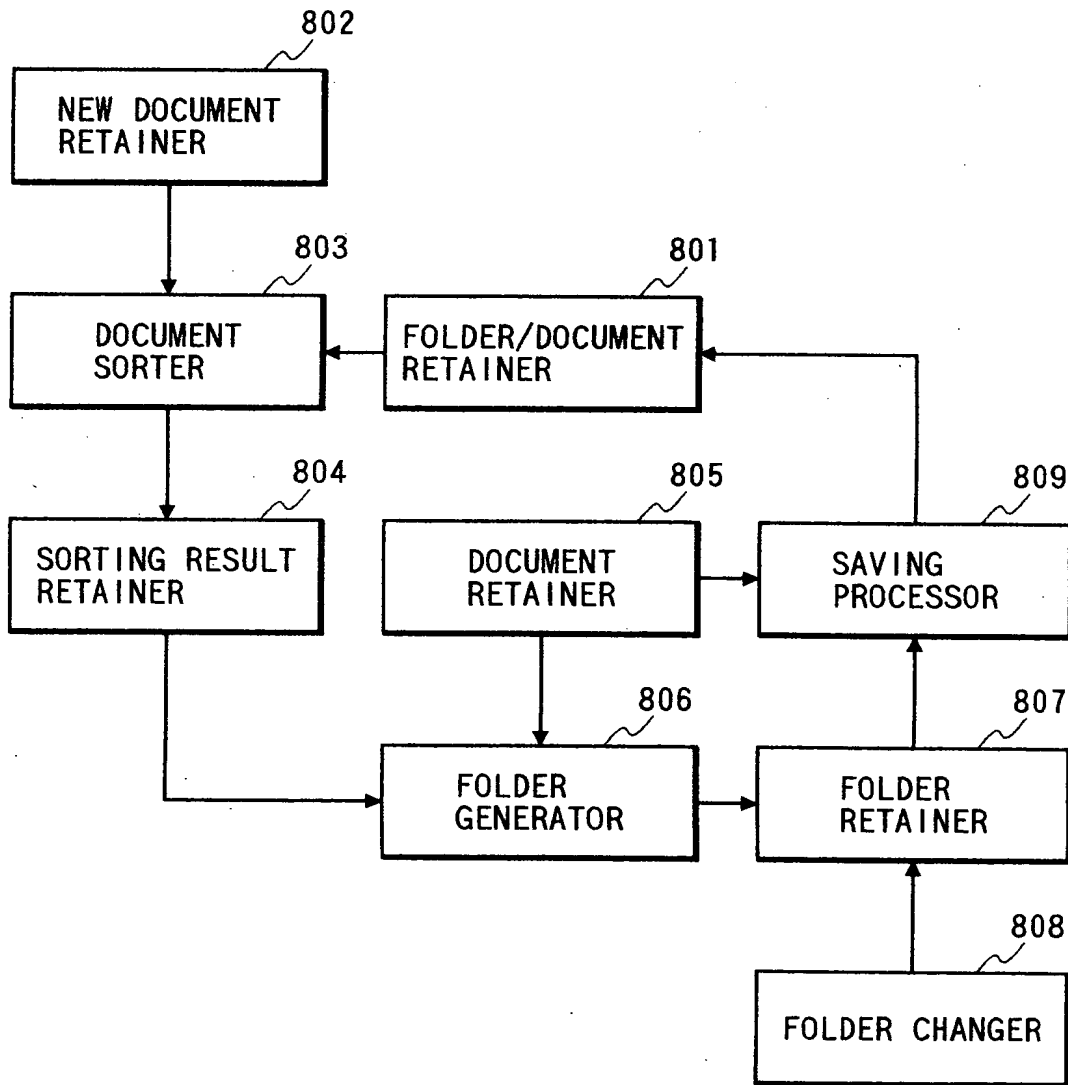 802
NEW DOCUMENT
RETAINER
803
801
DOCUMENT
SORTER
FOLDER/DOCUMENT
RETAINER
804
805
809
SORTING RESULT
RETAINER
DOCUMENT
RETAINER
SAVING
PROCESSOR
806
807
FOLDER
GENERATOR
FOLDER
RETAINER
808
FOLDER CHANGER